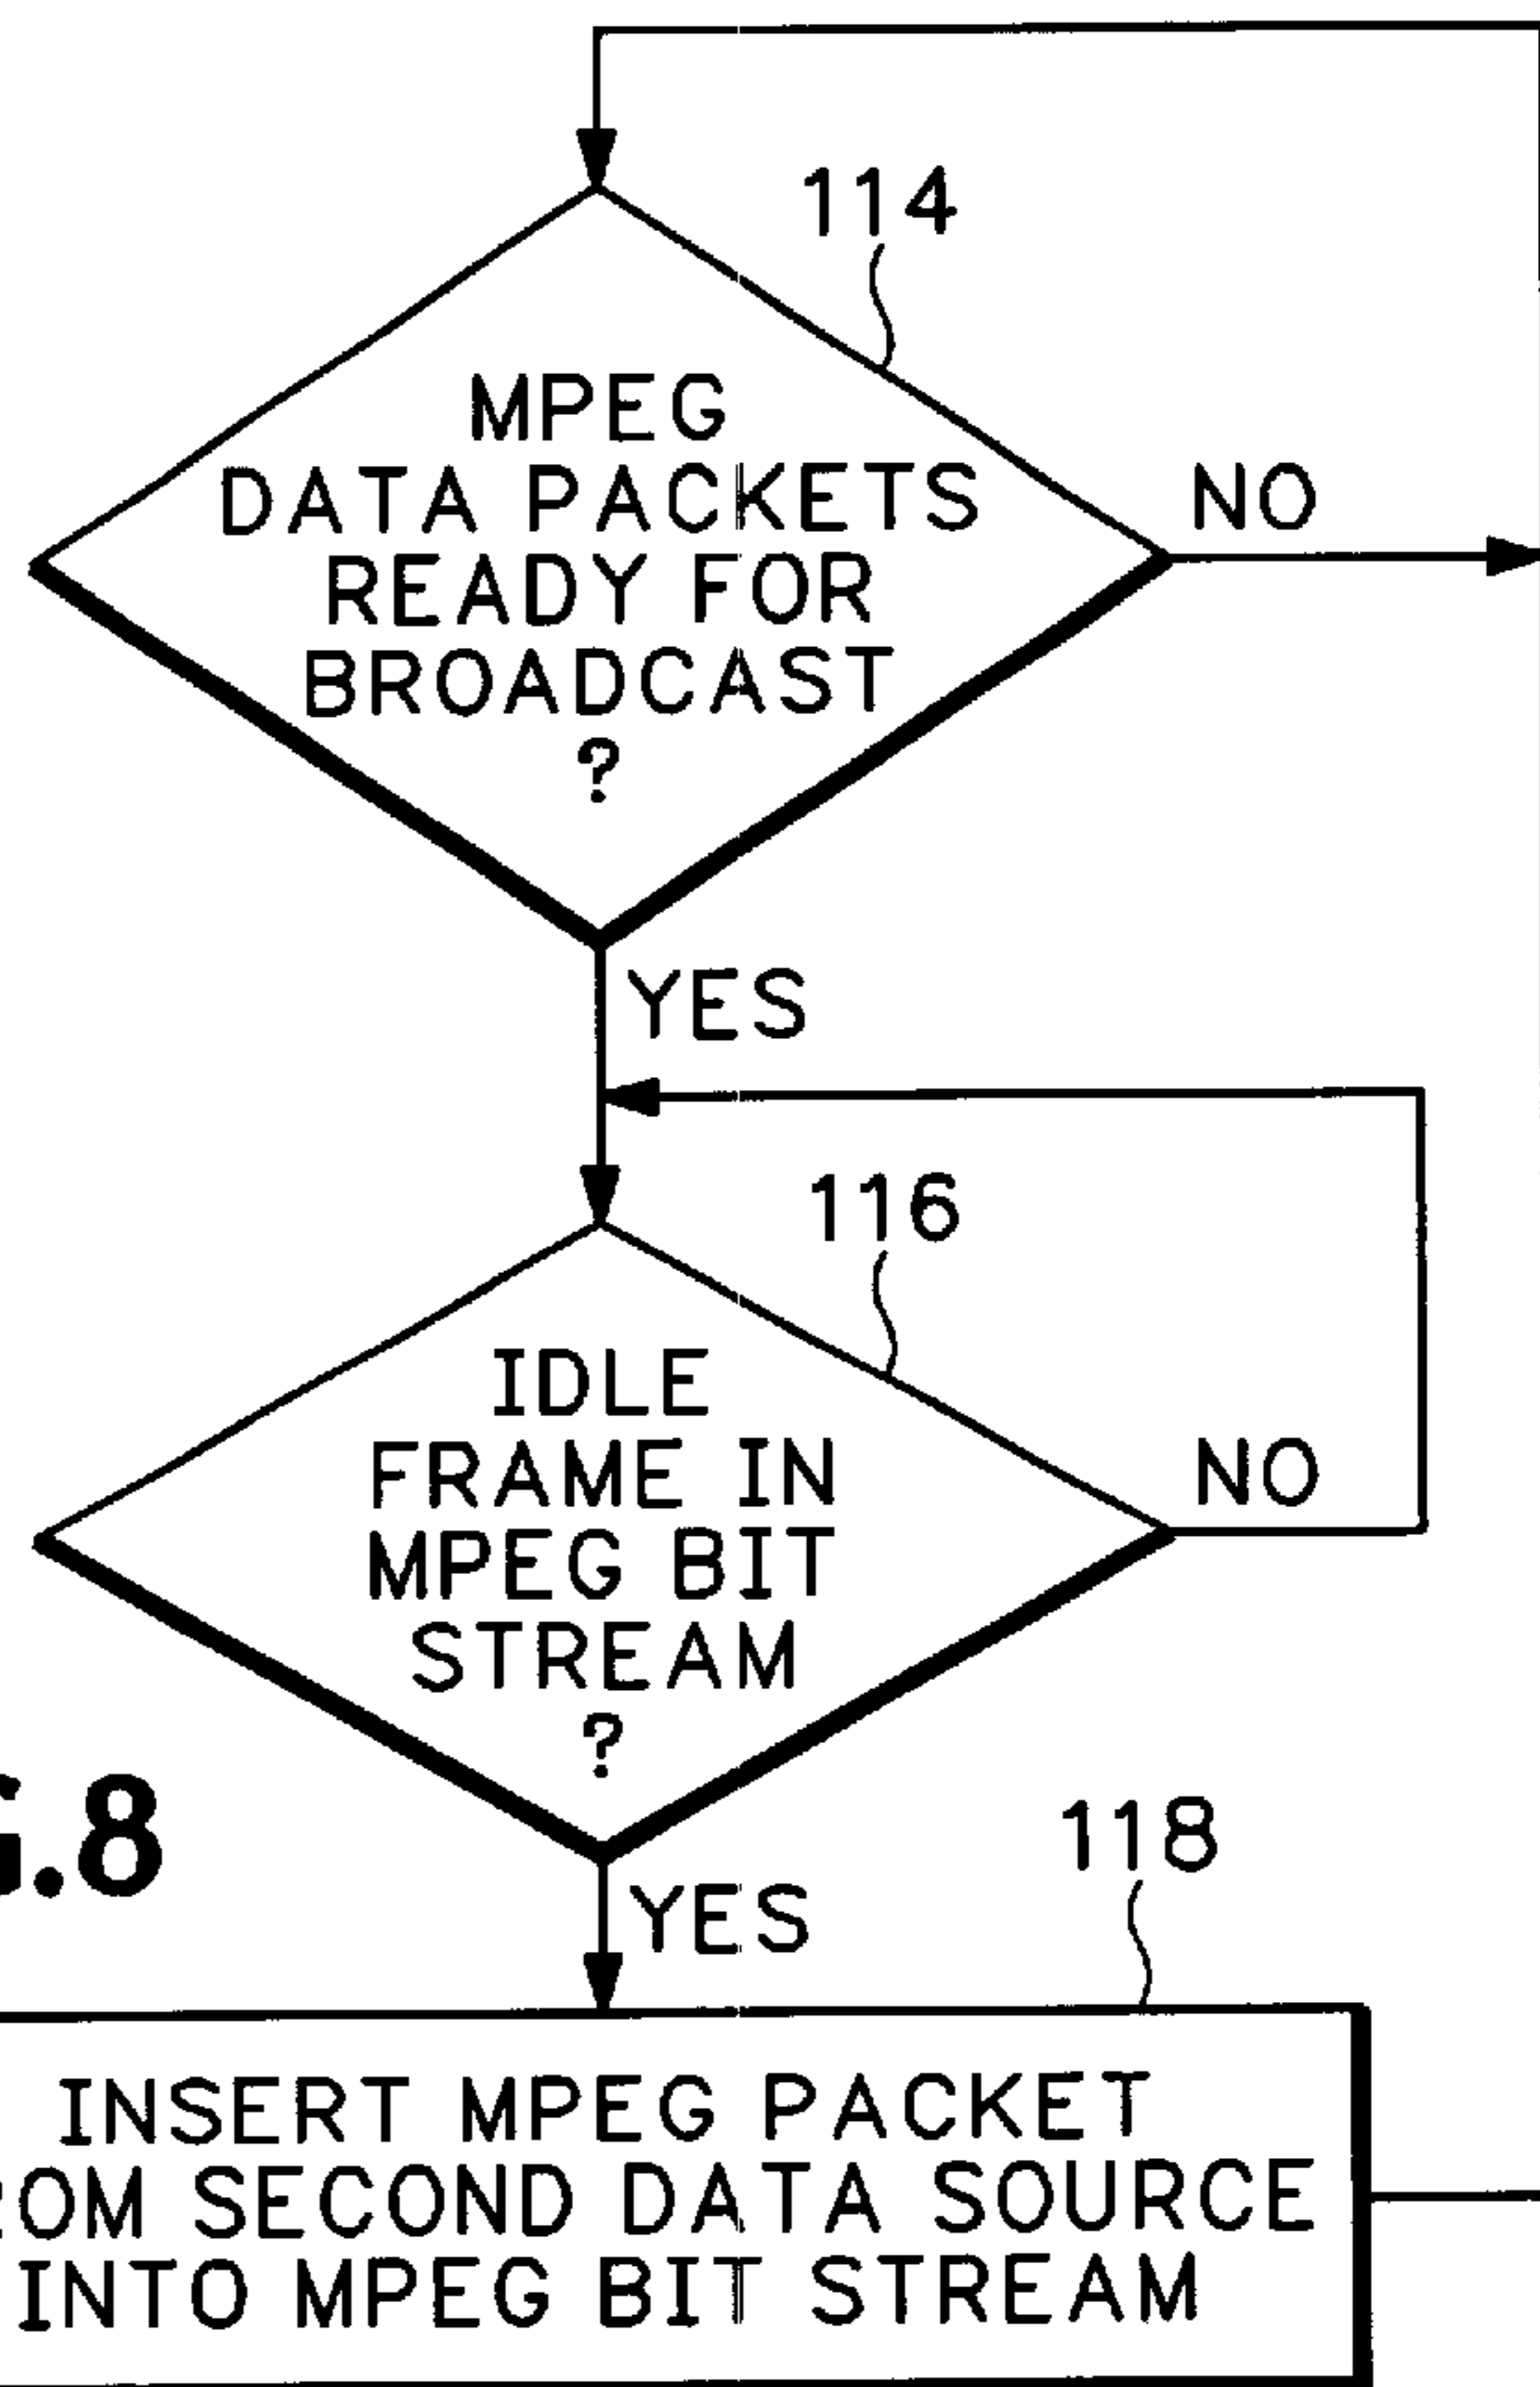 114
MPEG
DATA PACKETS
READY FOR
BROADCAST
?
NO
YES
116
IDLE
FRAME IN
MPEG BIT
STREAM
?
NO
YES
.8
118
INSERT MPEG PACKET
SECOND DATA SOURCE
INTO MPEG BIT STREAM